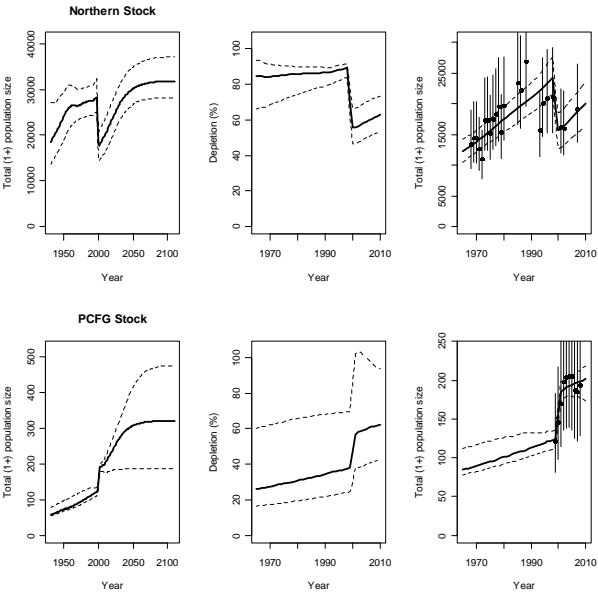 Northern Stock
Total (1+) population size
0 10000 20000 30000 40000
1950 2000 2050 2100
Year
Depletion (%)
0 20 40 60 80 100
1970 1990 2010
Year
Total (1+) population size
0 5000 15000 25000
1970 1990 2010
Year
PCFG Stock
Total (1+) population size
0 100 200 300 400 500
1950 2000 2050 2100
Year
Depletion (%)
0 20 40 60 80 100
1970 1990 2010
Year
Total (1+) population size
0 50 100 150 200 250
1970 1990 2010
Year